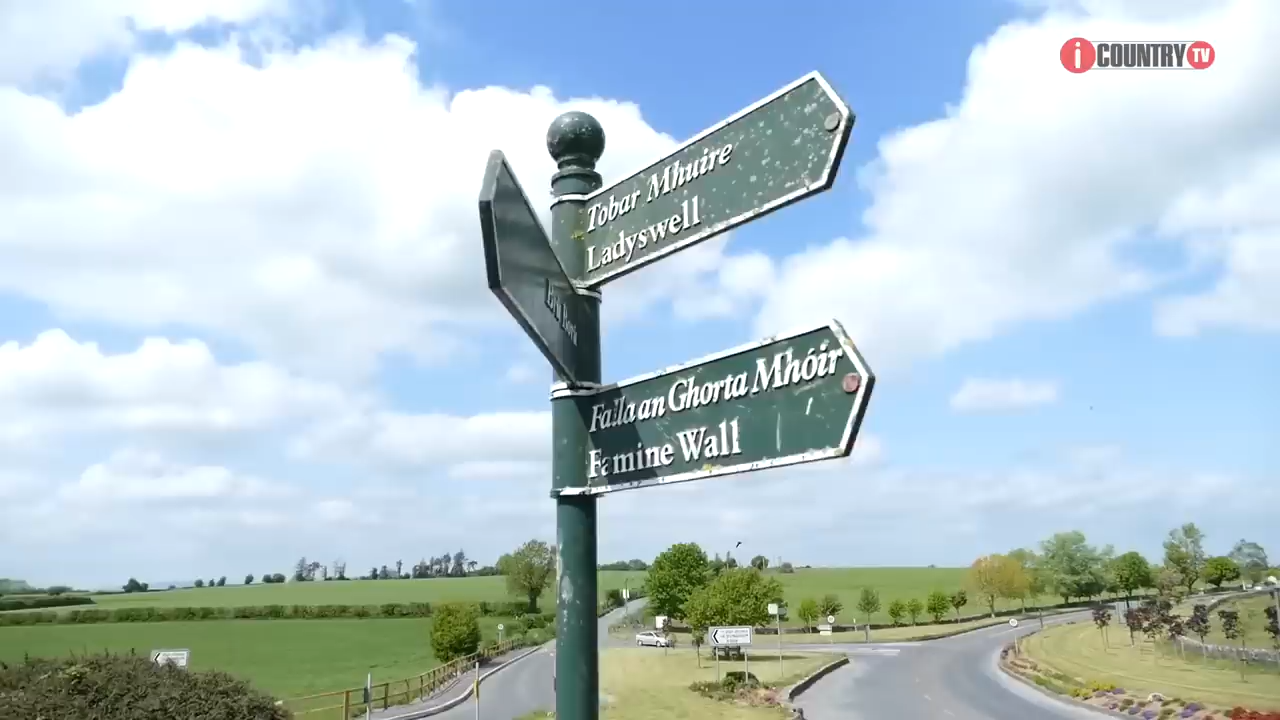 i COUNTRY TV
Tobar Mhuire
Ladyswell
Falla an Ghorta Mhóir
Famine Wall